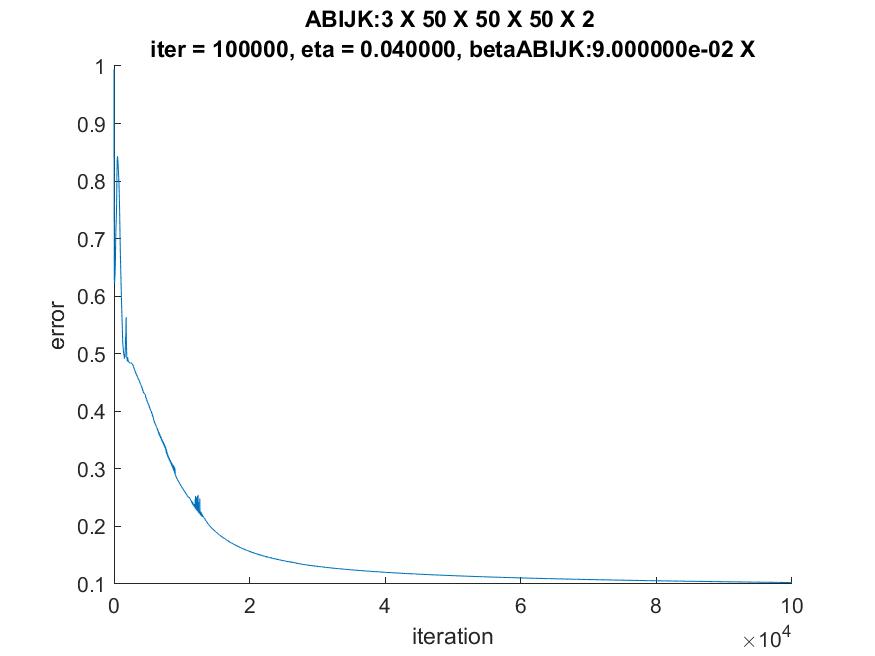 ABIJK:3 X 50 X 50 X 50 X 2
iter = 100000, eta = 0.040000, betaABIJK:9.000000e-02 X
1
0.9
0.8
0.7
0.6
0.5
0.4
0.3
0.2
0.1
error
0 2 4 6 8 10
×10⁴
iteration